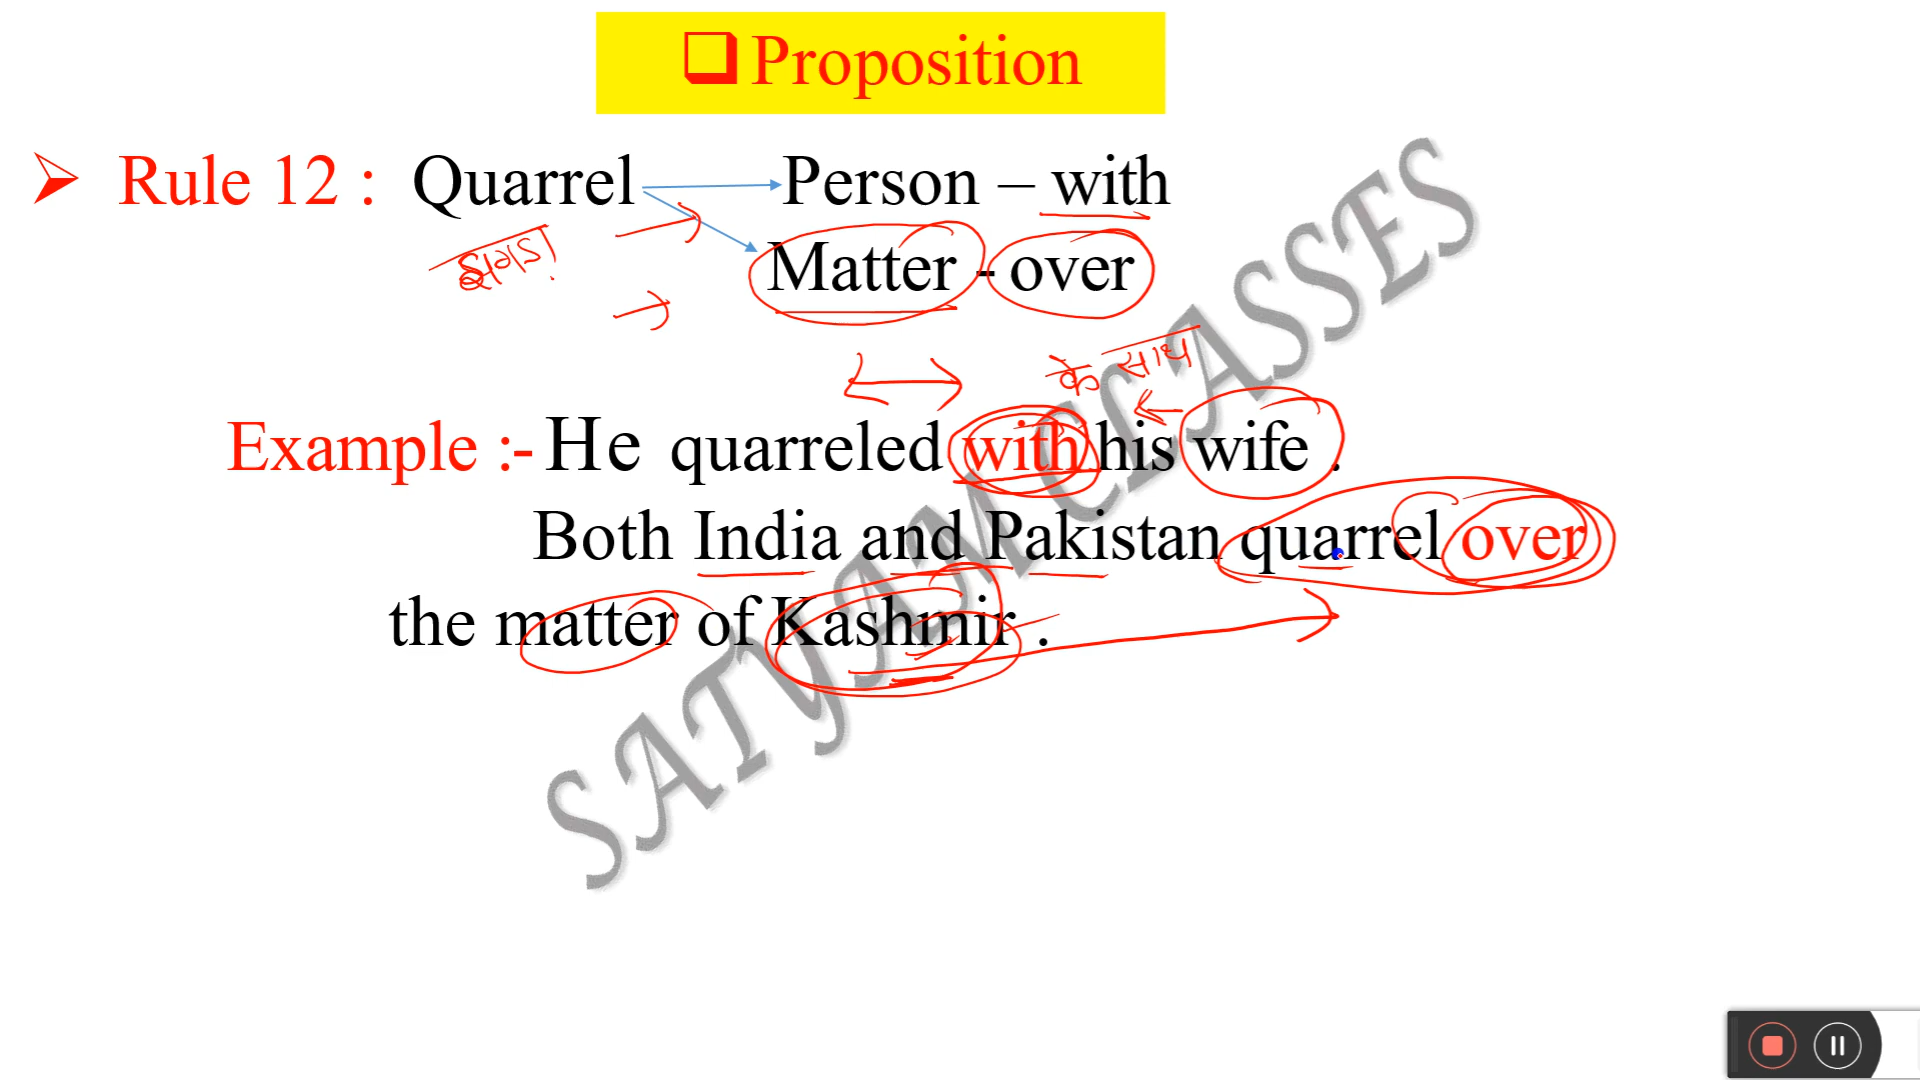 Proposition
Rule 12 : Quarrel Person – with
झगड़ा
Matter - over
के साथ
Example :- He quarreled with his wife .
Both India and Pakistan quarrel over
the matter of Kashmir .
SATYAM CLASSES